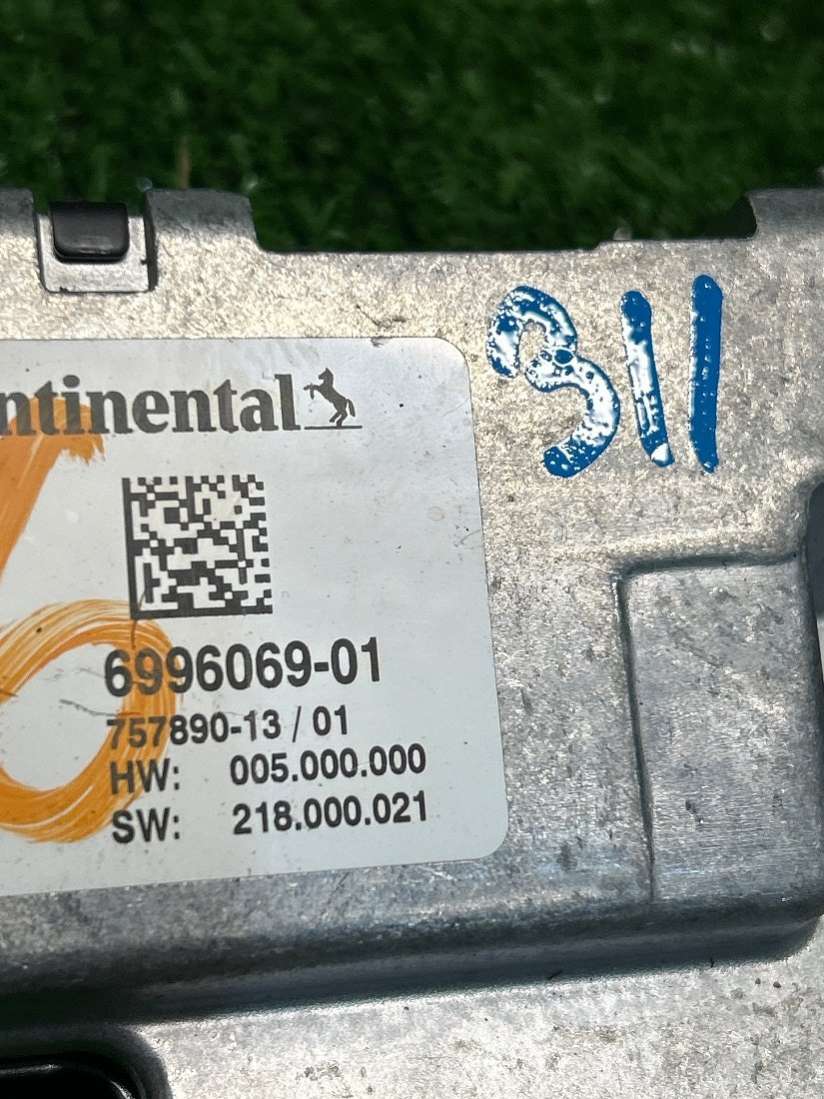 311
ntinental
6996069-01
757890-13 / 01
HW: 005.000.000
SW: 218.000.021